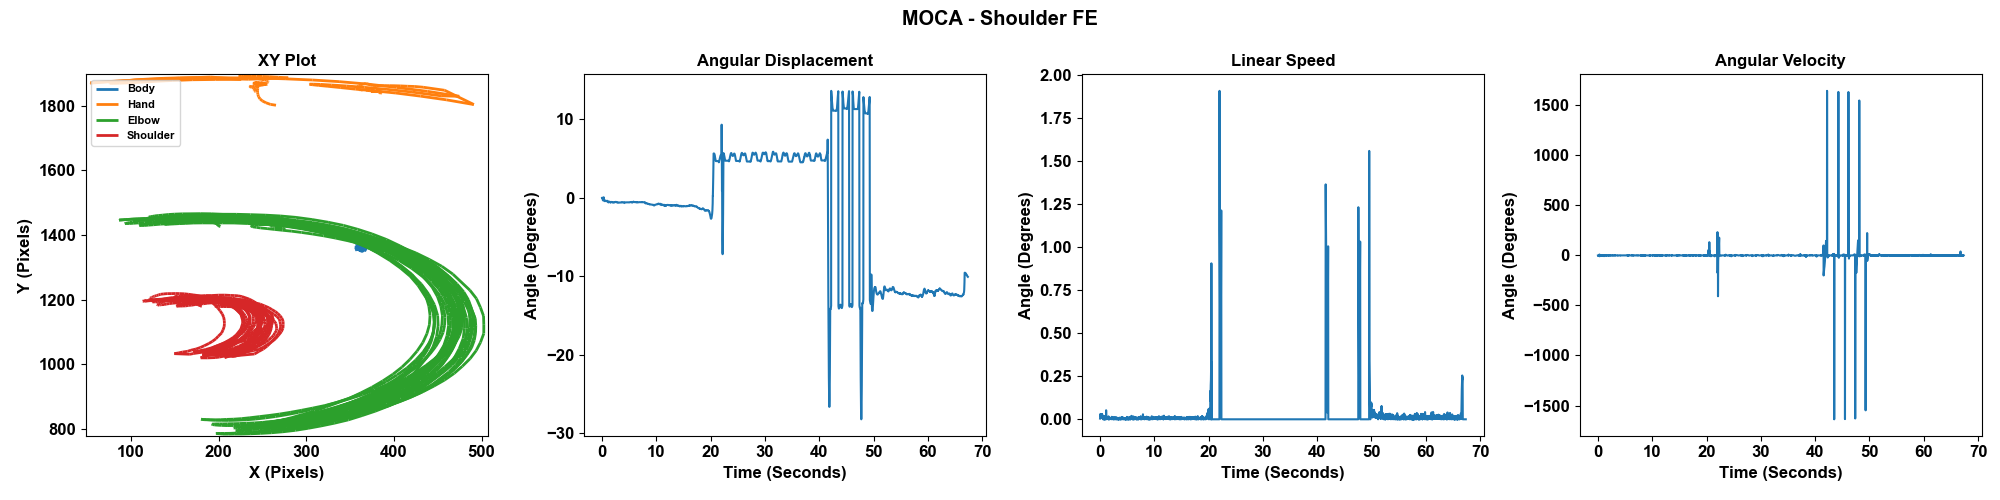 MOCA - Shoulder FE
XY Plot
Y (Pixels)
1800
1600
1400
1200
1000
800
Body
Hand
Elbow
Shoulder
100 200 300 400 500
X (Pixels)
Angular Displacement
Angle (Degrees)
10
0
−10
−20
−30
0 10 20 30 40 50 60 70
Time (Seconds)
Linear Speed
Angle (Degrees)
2.00
1.75
1.50
1.25
1.00
0.75
0.50
0.25
0.00
0 10 20 30 40 50 60 70
Time (Seconds)
Angular Velocity
Angle (Degrees)
1500
1000
500
0
−500
−1000
−1500
0 10 20 30 40 50 60 70
Time (Seconds)